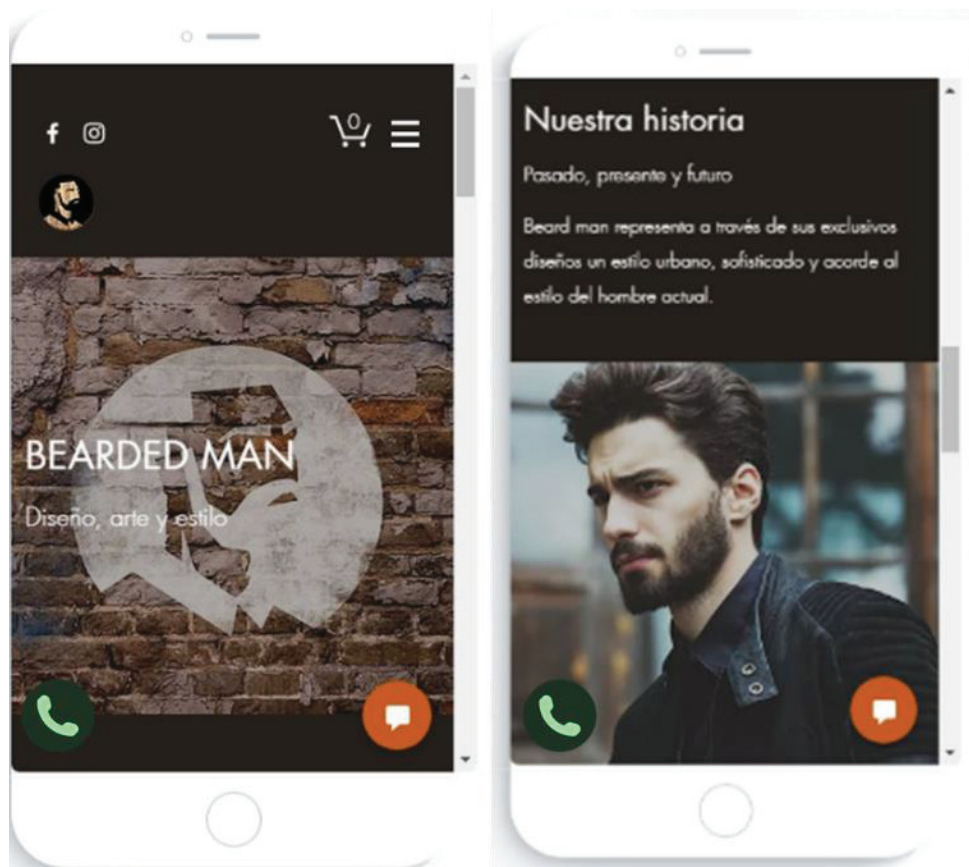 0
BEARDED MAN
Diseño, arte y estilo
Nuestra historia
Pasado, presente y futuro
Beard man representa a través de sus exclusivos
diseños un estilo urbano, sofisticado y acorde al
estilo del hombre actual.